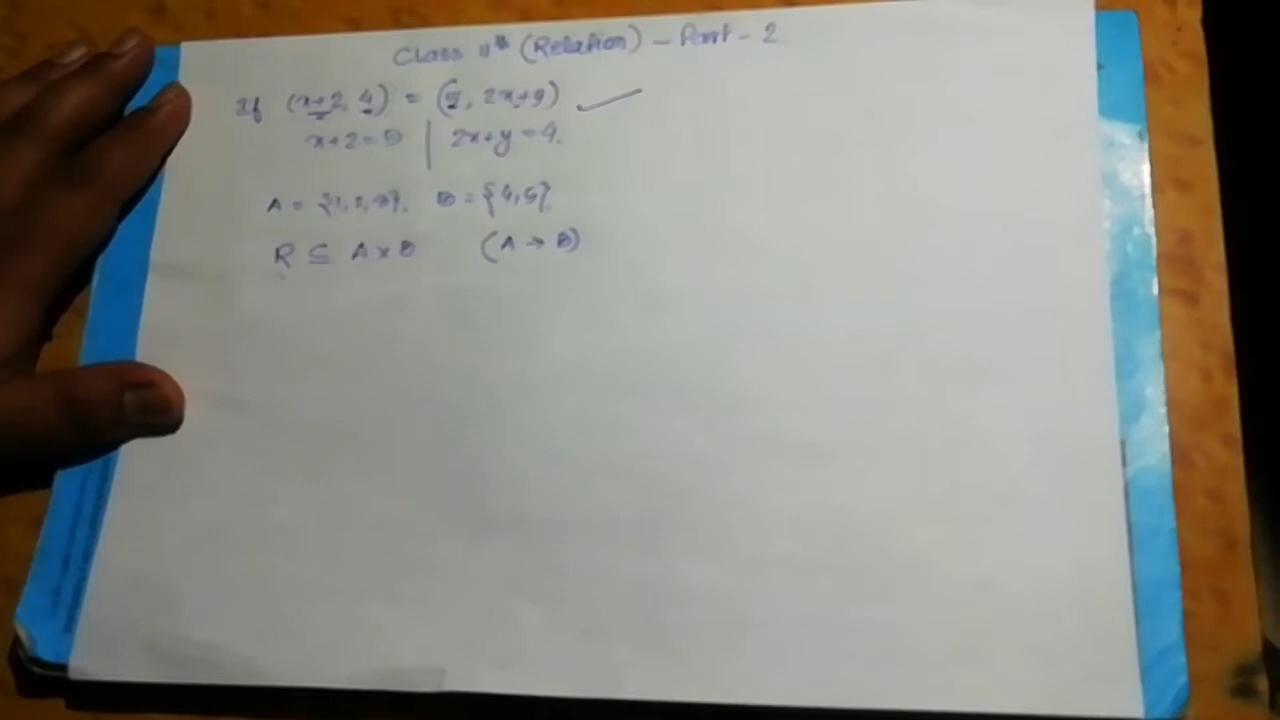 Class 11th (Relation) - Part - 2
If (x+2, 4) = (5, 2x+y)
x+2=5 | 2x+y=4.
A = {1,2,3}. B = {4,5}.
R ⊆ A×B (A→B)